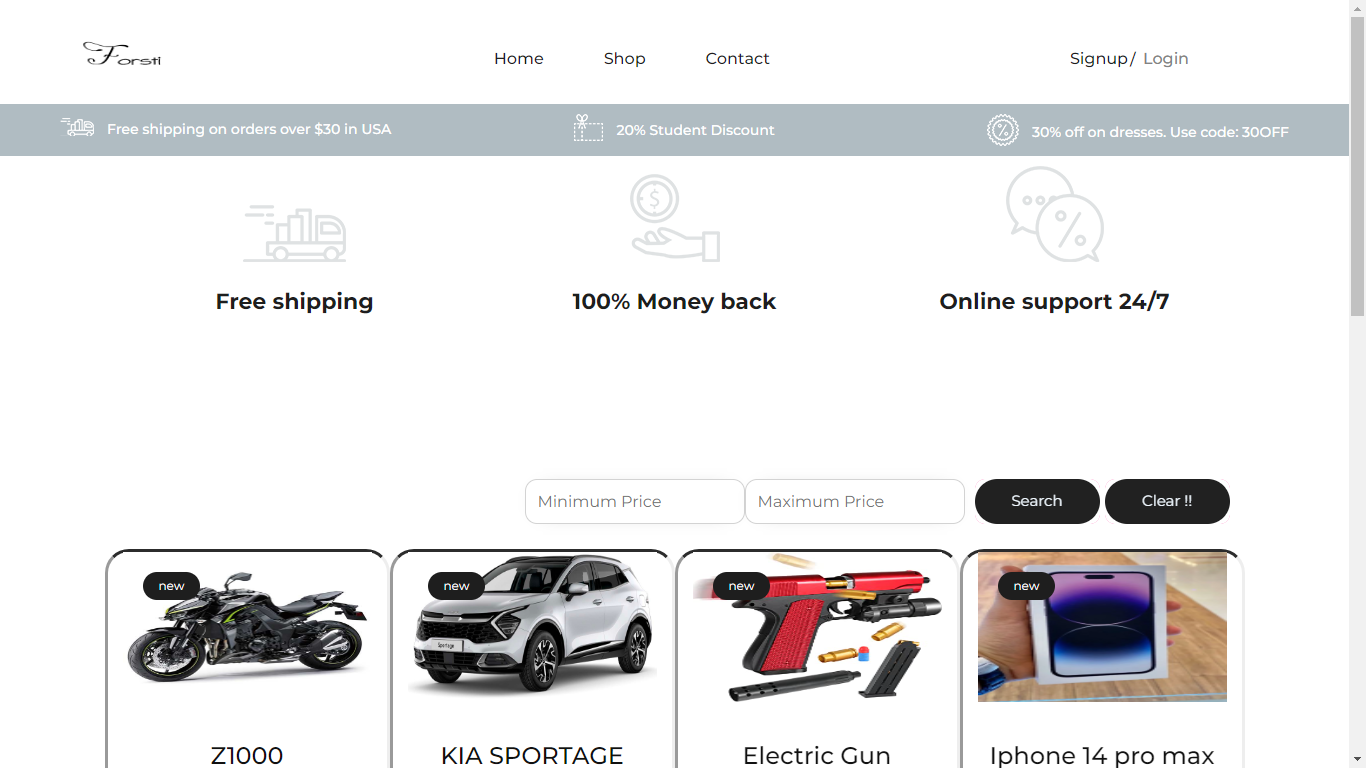 Forsti
Home Shop Contact Signup / Login
Free shipping on orders over $30 in USA
20% Student Discount
30% off on dresses. Use code: 30OFF
Free shipping
100% Money back
Online support 24/7
Minimum Price Maximum Price Search Clear !!
new new new new
Sportage
Z1000 KIA SPORTAGE Electric Gun Iphone 14 pro max